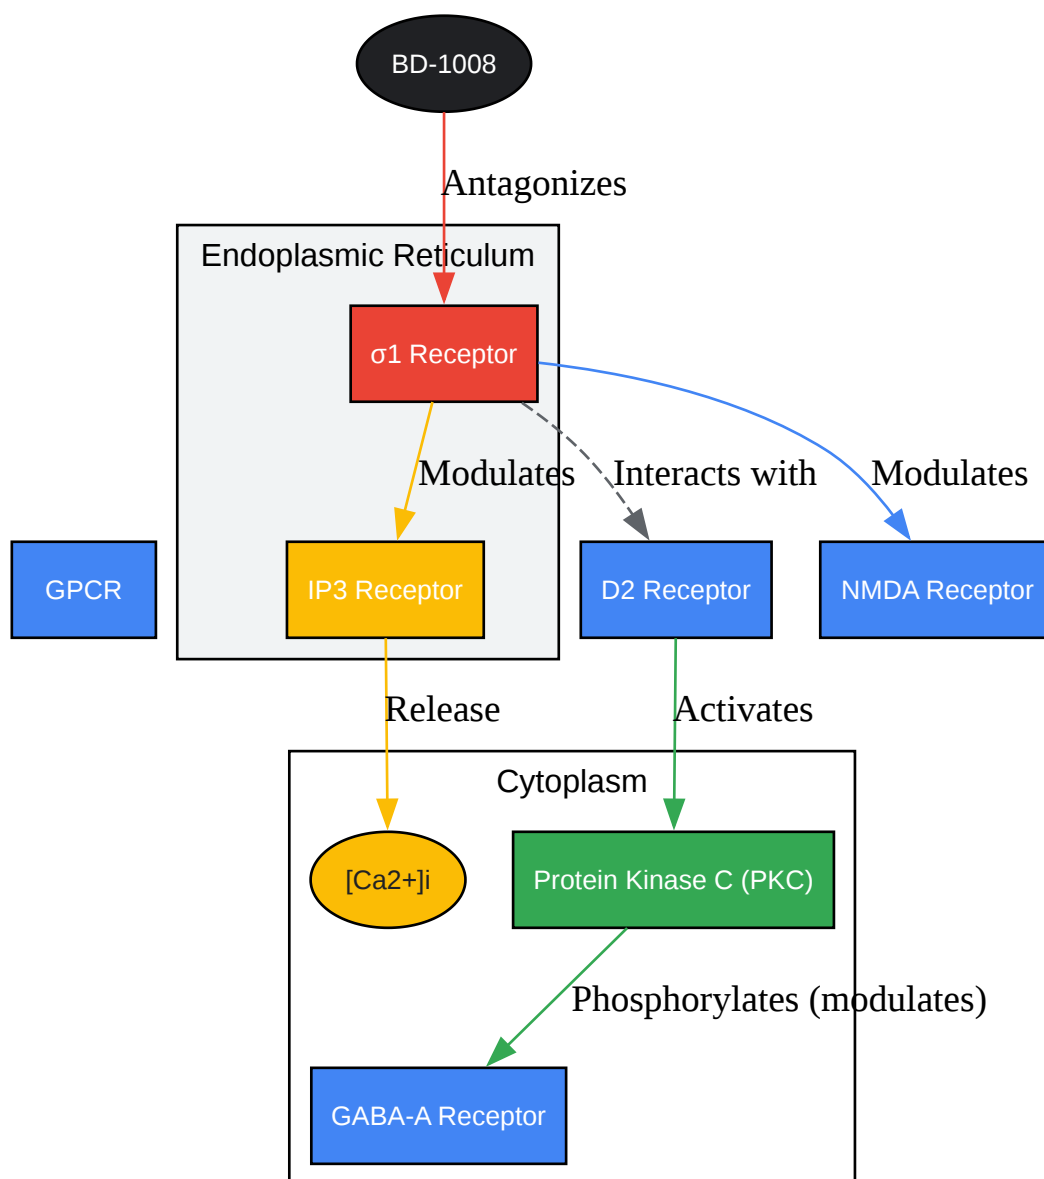 BD-1008
Antagonizes
Endoplasmic Reticulum
σ1 Receptor
Modulates
Interacts with
Modulates
GPCR
IP3 Receptor
D2 Receptor
NMDA Receptor
Release
Activates
Cytoplasm
[Ca2+]i
Protein Kinase C (PKC)
Phosphorylates (modulates)
GABA-A Receptor